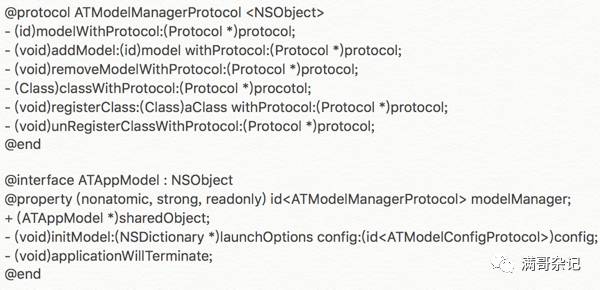 @protocol ATModelManagerProtocol <NSObject>
- (id)modelWithProtocol:(Protocol *)protocol;
- (void)addModel:(id)model withProtocol:(Protocol *)protocol;
- (void)removeModelWithProtocol:(Protocol *)protocol;
- (Class)classWithProtocol:(Protocol *)procotol;
- (void)registerClass:(Class)aClass withProtocol:(Protocol *)protocol;
- (void)unRegisterClassWithProtocol:(Protocol *)protocol;
@end
@interface ATAppModel : NSObject
@property (nonatomic, strong, readonly) id<ATModelManagerProtocol> modelManager;
+ (ATAppModel *)sharedObject;
- (void)initModel:(NSDictionary *)launchOptions config:(id<ATModelConfigProtocol>)config;
- (void)applicationWillTerminate;
@end
满哥杂记